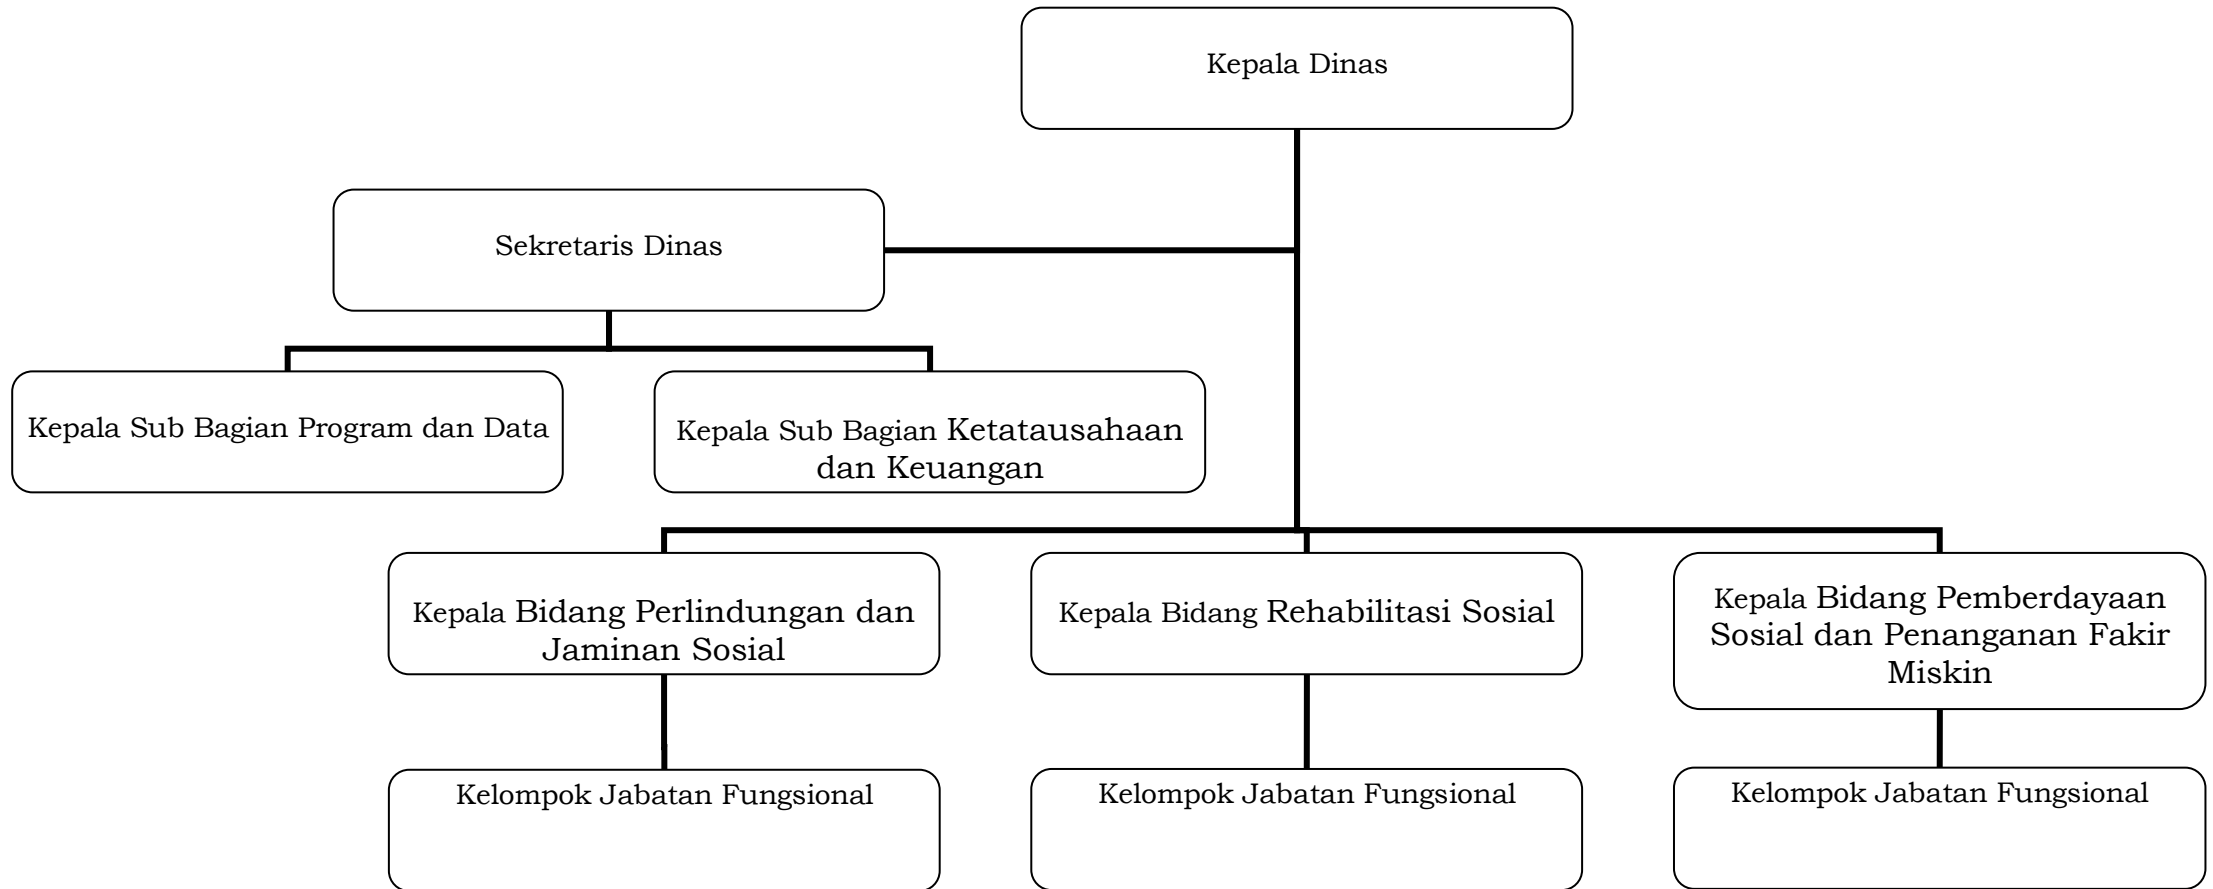 Kepala Dinas
Sekretaris Dinas
Kepala Sub Bagian Program dan Data
Kepala Sub Bagian Ketatausahaan
dan Keuangan
Kepala Bidang Perlindungan dan
Jaminan Sosial
Kepala Bidang Rehabilitasi Sosial
Kepala Bidang Pemberdayaan
Sosial dan Penanganan Fakir
Miskin
Kelompok Jabatan Fungsional
Kelompok Jabatan Fungsional
Kelompok Jabatan Fungsional